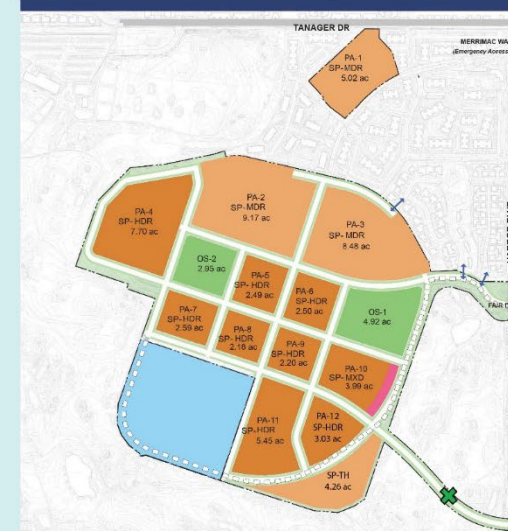 TANAGER DR
MERRIMAC WA
(Emergency Access
PA-1
SP-MDR
5.02 ac
PA-2
SP-MDR
9.17 ac
PA-3
SP-MDR
8.48 ac
PA-4
SP-HDR
7.70 ac
OS-2
2.95 ac
PA-5
SP-HDR
2.49 ac
PA-6
SP-HDR
2.50 ac
OS-1
4.92 ac
PA-7
SP-HDR
2.59 ac
PA-8
SP-HDR
2.16 ac
PA-9
SP-HDR
2.20 ac
PA-10
SP-MXD
3.99 ac
PA-11
SP-HDR
5.45 ac
PA-12
SP-HDR
3.03 ac
SP-TH
4.26 ac
FAIR D